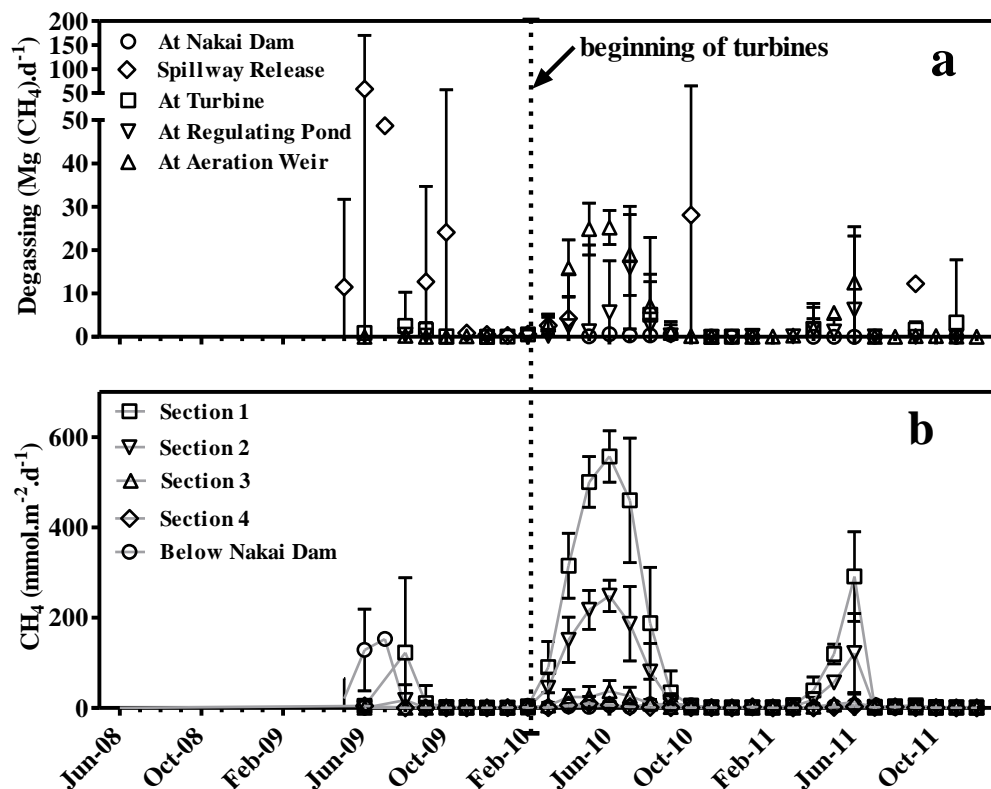 a
beginning of turbines
Degassing (Mg (CH₄).d⁻¹)
200
150
100
50
50
40
30
20
10
0
At Nakai Dam
Spillway Release
At Turbine
At Regulating Pond
At Aeration Weir
b
CH₄ (mmol.m⁻².d⁻¹)
600
400
200
0
Section 1
Section 2
Section 3
Section 4
Below Nakai Dam
Jun-08
Oct-08
Feb-09
Jun-09
Oct-09
Feb-10
Jun-10
Oct-10
Feb-11
Jun-11
Oct-11